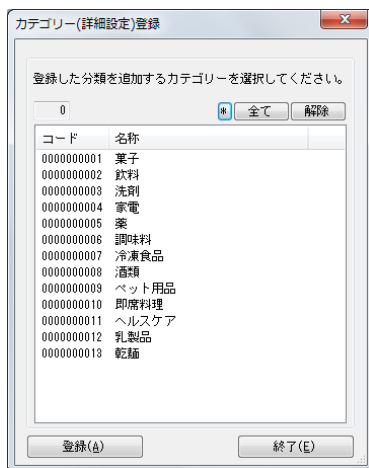 カテゴリー(詳細設定)登録
登録した分類を追加するカテゴリーを選択してください。
0 * 全て 解除
コード 名称
0000000001 菓子
0000000002 飲料
0000000003 洗剤
0000000004 家電
0000000005 薬
0000000006 調味料
0000000007 冷凍食品
0000000008 酒類
0000000009 ペット用品
0000000010 即席料理
0000000011 ヘルスケア
0000000012 乳製品
0000000013 乾麺
登録(A) 終了(E)